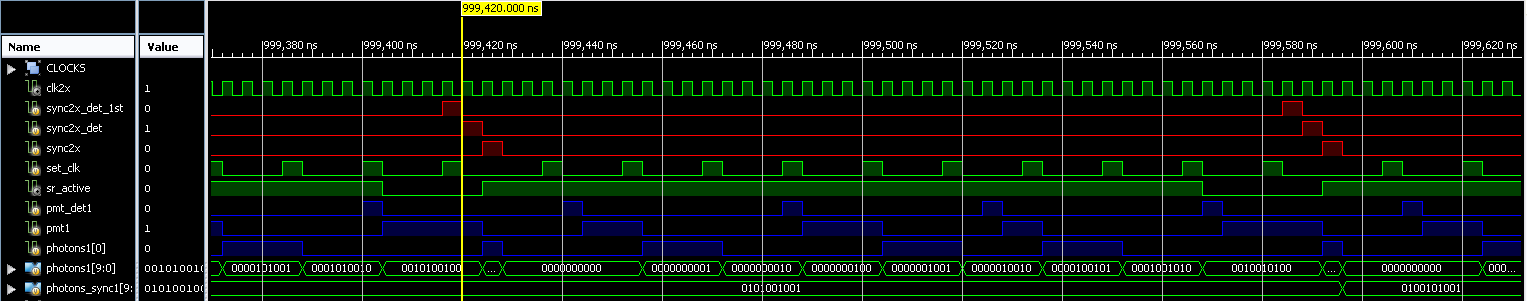 999,420.000 ns
Name Value
999,380 ns 999,400 ns 999,420 ns 999,440 ns 999,460 ns 999,480 ns 999,500 ns 999,520 ns 999,540 ns 999,560 ns 999,580 ns 999,600 ns 999,620 ns
CLOCKS
clk2x 1
sync2x_det_1st 0
sync2x_det 1
sync2x 0
set_clk 0
sr_active 0
pmt_det1 0
pmt1 1
photons1[0] 0
photons1[9:0] 001010010 0000101001 0001010010 0010100100 ... 0000000000 0000000001 0000000010 0000000100 0000001001 0000010010 0000100101 0001001010 0010010100 ... 0000000000 000...
photons_sync1[9: 010100100 0101001001 0100101001